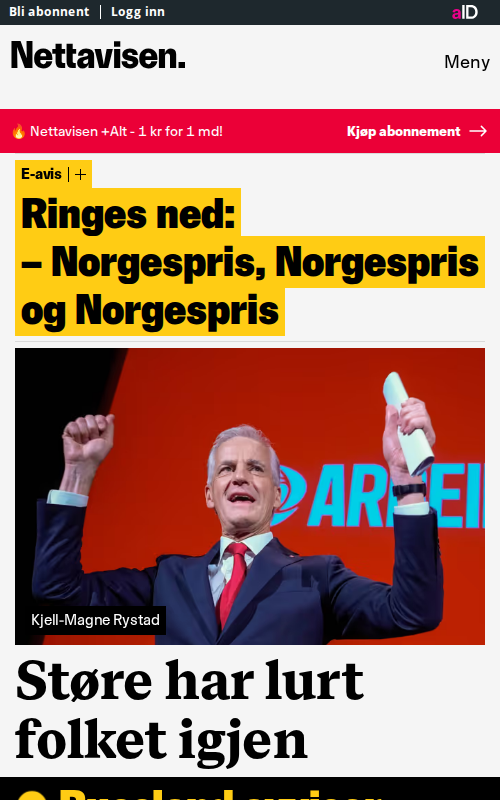 Bli abonnent | Logg inn
aID
Nettavisen.
Meny
Nettavisen +Alt - 1 kr for 1 md!
Kjøp abonnement
E-avis | +
Ringes ned:
– Norgespris, Norgespris
og Norgespris
ARBEI
Kjell-Magne Rystad
Støre har lurt
folket igjen